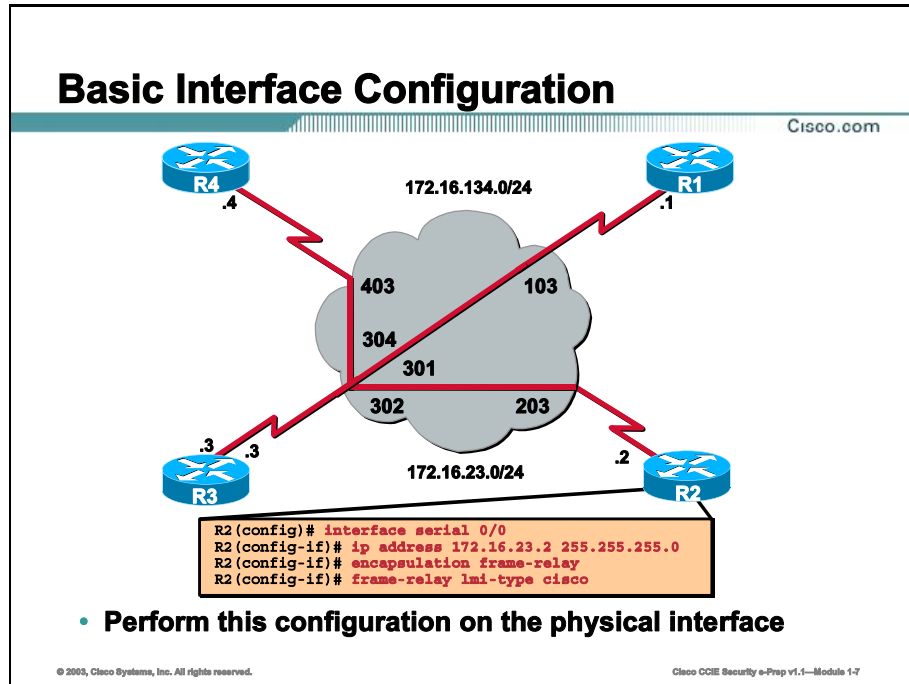 Basic Interface Configuration
Cisco.com
R4
R1
172.16.134.0/24
.4
.1
403
103
304
301
302
203
.3
.3
.2
172.16.23.0/24
R3
R2
R2(config)# interface serial 0/0
R2(config-if)# ip address 172.16.23.2 255.255.255.0
R2(config-if)# encapsulation frame-relay
R2(config-if)# frame-relay lmi-type cisco
• Perform this configuration on the physical interface
© 2003, Cisco Systems, Inc. All rights reserved.
Cisco CCIE Security e-Prep v1.1—Module 1-7